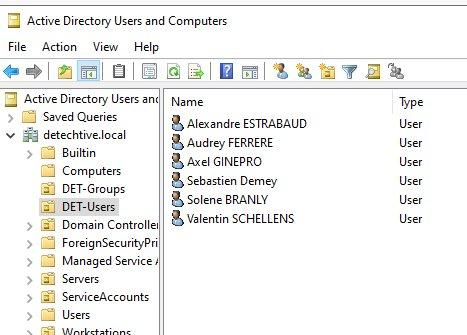 Active Directory Users and Computers
File Action View Help
Active Directory Users and
Saved Queries
detechtive.local
Builtin
Computers
DET-Groups
DET-Users
Domain Controller
ForeignSecurityPri
Managed Service A
Servers
ServiceAccounts
Users
Workstations
Name Type
Alexandre ESTRABAUD User
Audrey FERRERE User
Axel GINEPRO User
Sebastien Demey User
Solene BRANLY User
Valentin SCHELLENS User